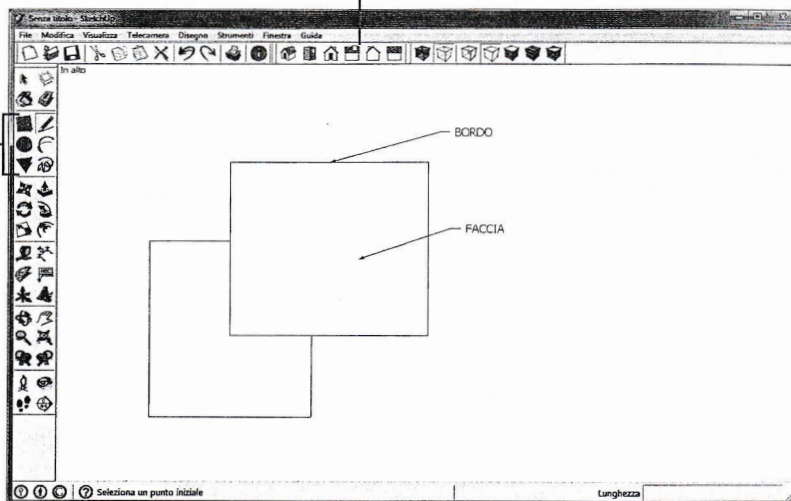 Senza titolo - SketchUp
File Modifica Visualizza Telecamera Disegno Strumenti Finestra Guida
In alto
BORDO
FACCIA
Seleziona un punto iniziale
Lunghezza